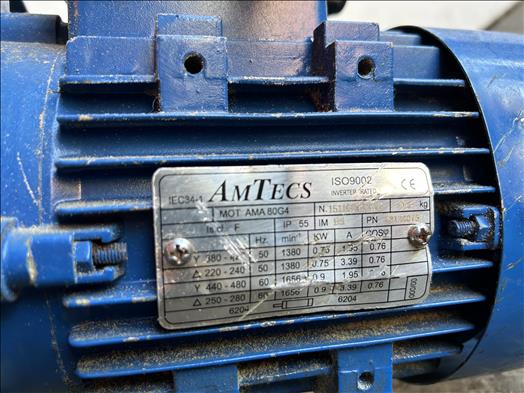 IEC34-1 AMTECS ISO9002 INVERTER RATED CE
MOT AMA 80G4 kg
Is.cl. F IP 55 IM PN
V Hz. min-1 KW A COSφ
Y 50 1380 0.75 1.95 0.76
△ 220-240 50 1380 0.75 3.39 0.76
Y 440-480 60 1656 0.9 1.95 0.76
△ 250-280 60 1656 0.9 3.39 0.76
6204 6204